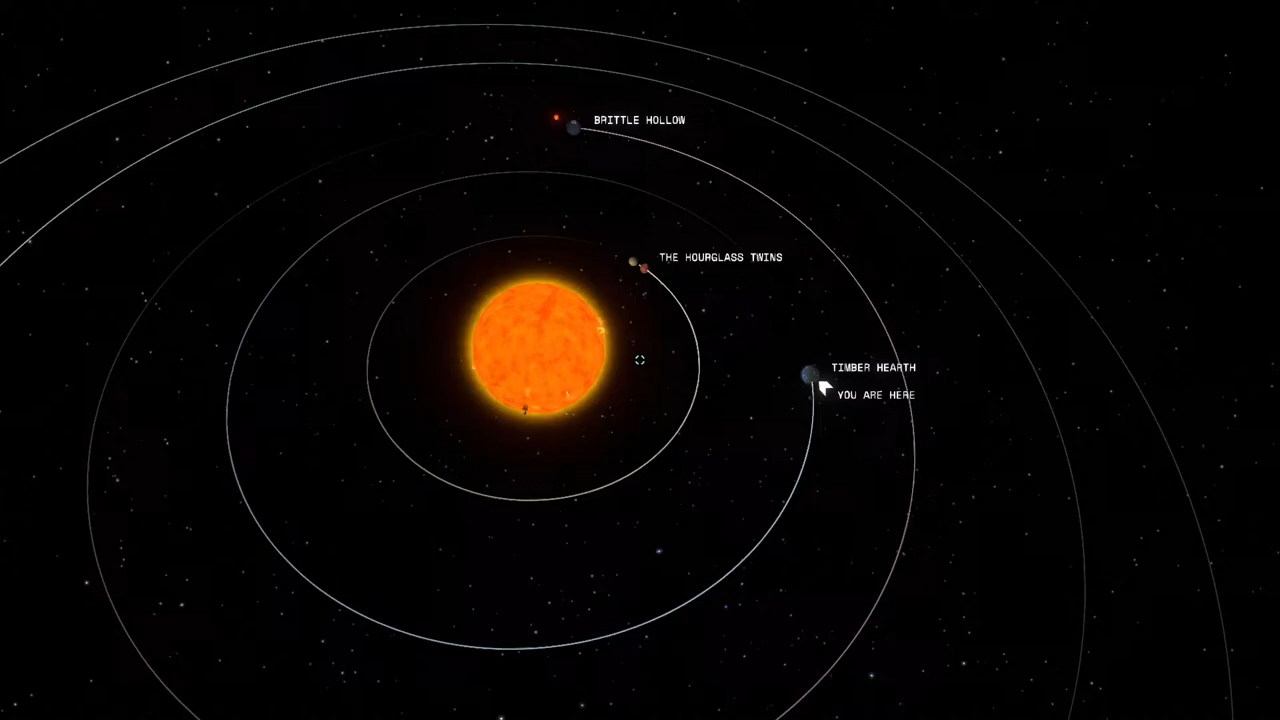 BRITTLE HOLLOW
THE HOURGLASS TWINS
TIMBER HEARTH
YOU ARE HERE